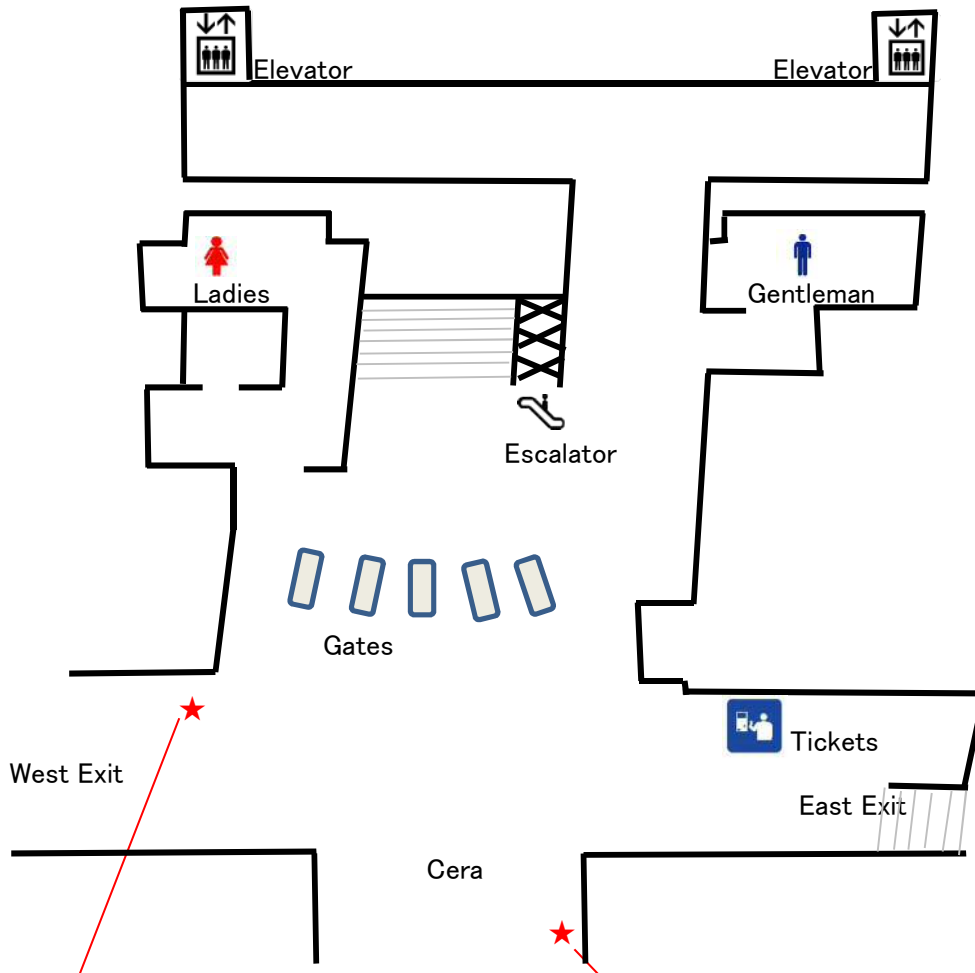 Elevator
Elevator
Ladies
Gentleman
Escalator
Gates
Tickets
West Exit
East Exit
Cera